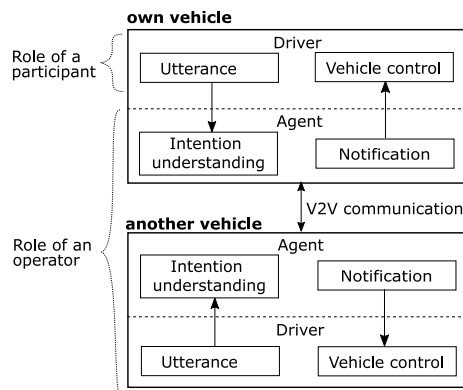 own vehicle
Driver
Role of a
participant
Utterance
Vehicle control
Agent
Intention
understanding
Notification
V2V communication
another vehicle
Role of an
operator
Agent
Intention
understanding
Notification
Driver
Utterance
Vehicle control